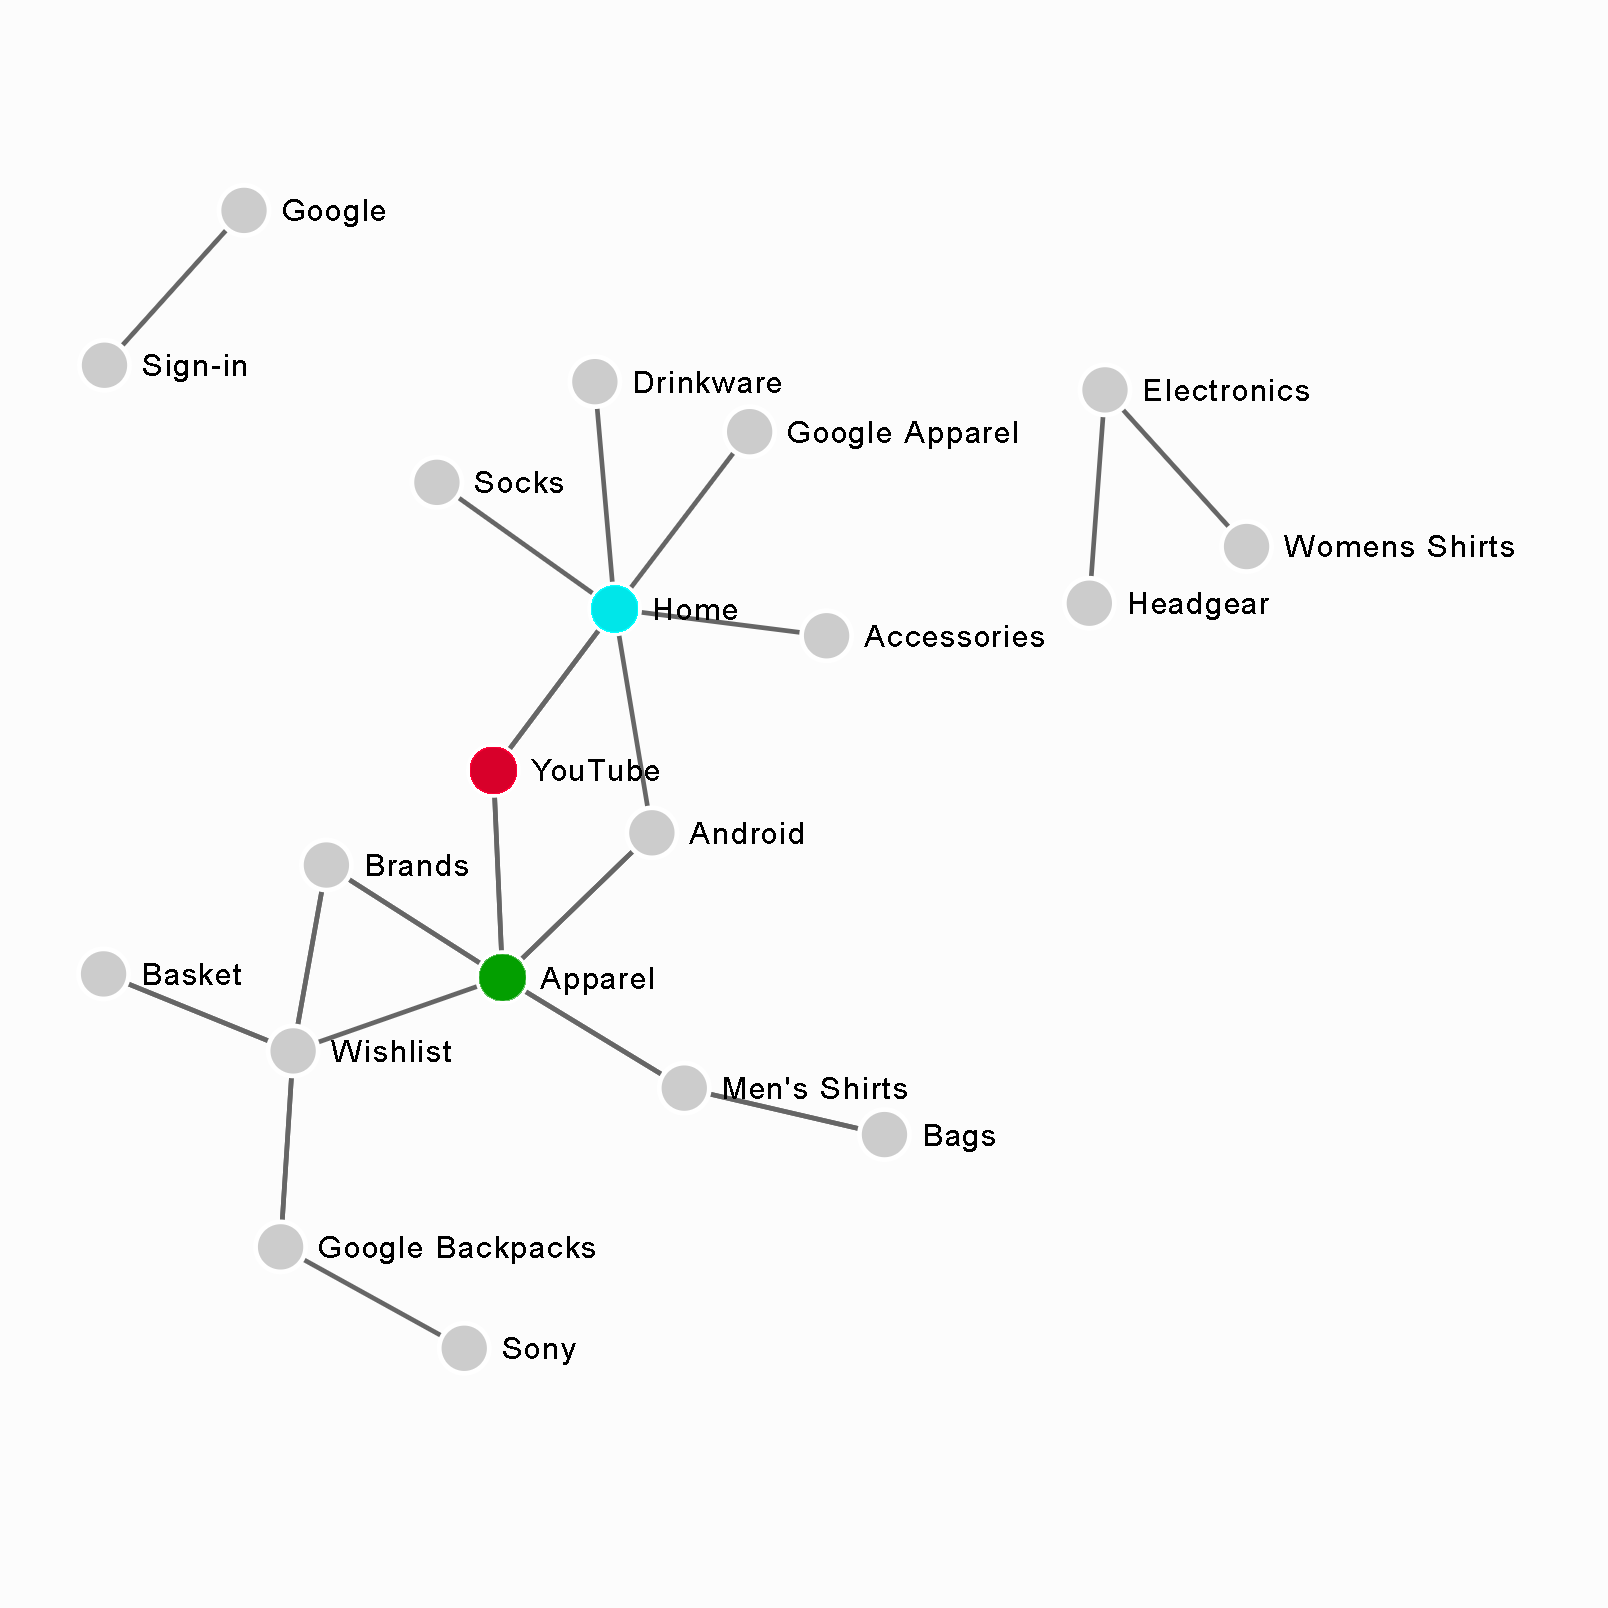 Google
Sign-in
Drinkware
Electronics
Google Apparel
Socks
Womens Shirts
Headgear
Home
Accessories
YouTube
Android
Brands
Basket
Apparel
Wishlist
Men's Shirts
Bags
Google Backpacks
Sony